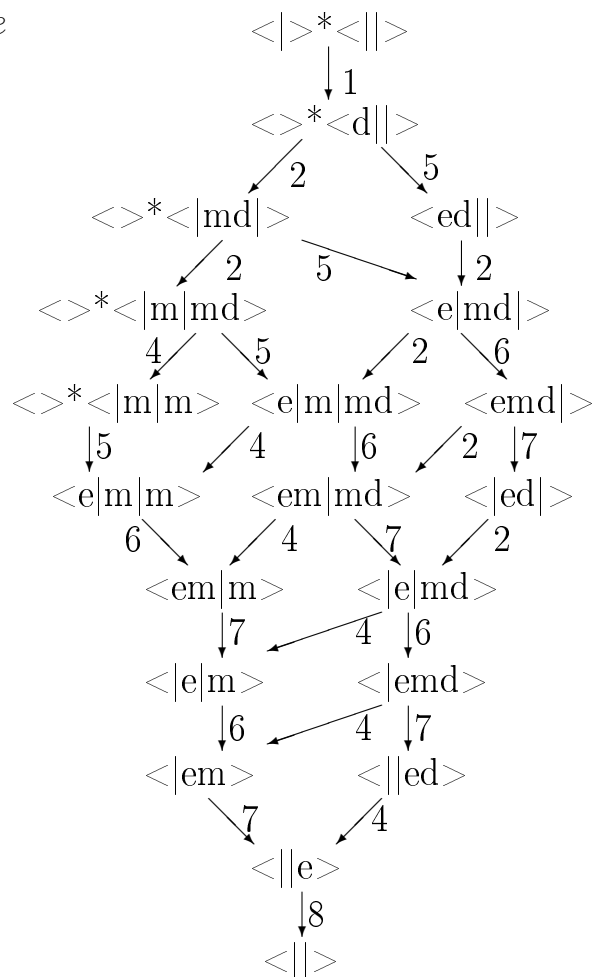 e
<|>*<||>
1
<>*<d||>
2 5
<>*<|md|> <ed||>
2 5 2
<>*<|m|md> <e|md|>
4 5 2 6
<>*<|m|m> <e|m|md> <emd|>
5 4 6 2 7
<e|m|m> <em|md> <|ed|>
6 4 7 2
<em|m> <|e|md>
7 4 6
<|e|m> <|emd>
6 4 7
<|em> <||ed>
7 4
<||e>
8
<||>